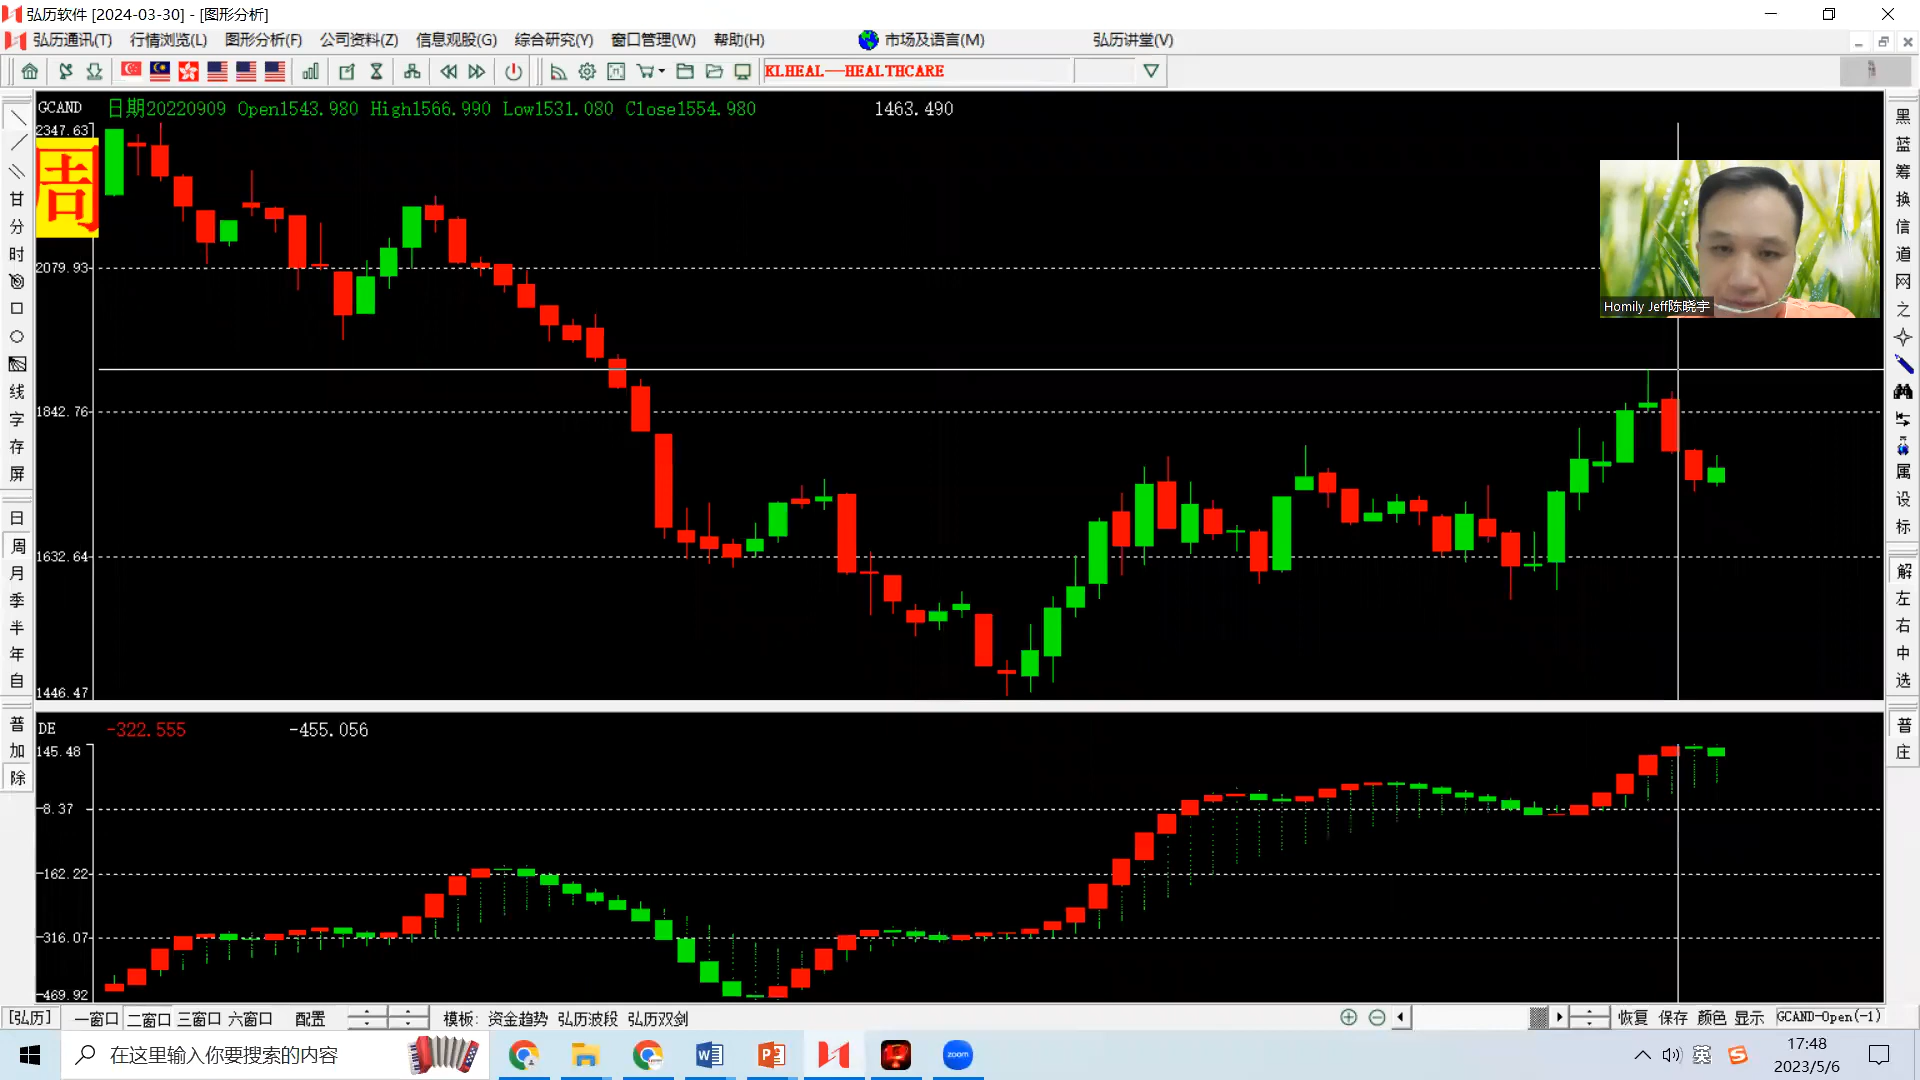 弘历软件 [2024-03-30] - [图形分析]
弘历通讯(T) 行情浏览(L) 图形分析(F) 公司资料(Z) 信息观股(G) 综合研究(Y) 窗口管理(W) 帮助(H) 市场及语言(M) 弘历讲堂(V)
KLHEAL——HEALTHCARE
GCAND 日期20220909 Open1543.980 High1566.990 Low1531.080 Close1554.980 1463.490
2347.63
周
2079.93
1842.76
1632.64
1446.47
Homily Jeff陈晓宇
DE -322.555 -455.056
145.48
-8.37
-162.22
-316.07
-469.92
甘
分
时
线
字
存
屏
日
周
月
季
半
年
自
普
加
除
黑
蓝
筹
换
信
道
网
之
属
设
标
解
左
右
中
选
普
庄
[弘历] 一窗口 二窗口 三窗口 六窗口 配置 模板: 资金趋势 弘历波段 弘历双剑 恢复 保存 颜色 显示 GCAND-Open(-1)
在这里输入你要搜索的内容
zoom
英
17:48
2023/5/6